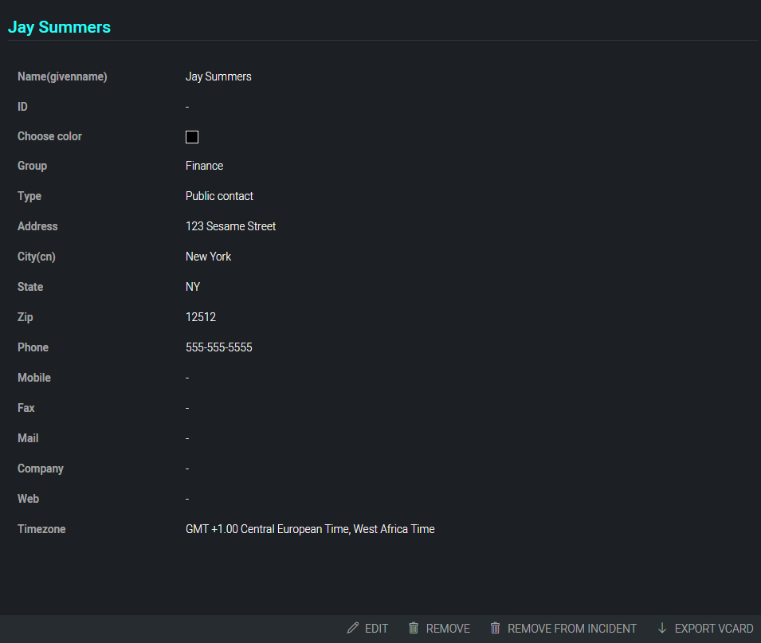 Jay Summers
Name(givenname) Jay Summers
ID -
Choose color
Group Finance
Type Public contact
Address 123 Sesame Street
City(cn) New York
State NY
Zip 12512
Phone 555-555-5555
Mobile -
Fax -
Mail -
Company -
Web -
Timezone GMT +1.00 Central European Time, West Africa Time
EDIT REMOVE REMOVE FROM INCIDENT EXPORT VCARD